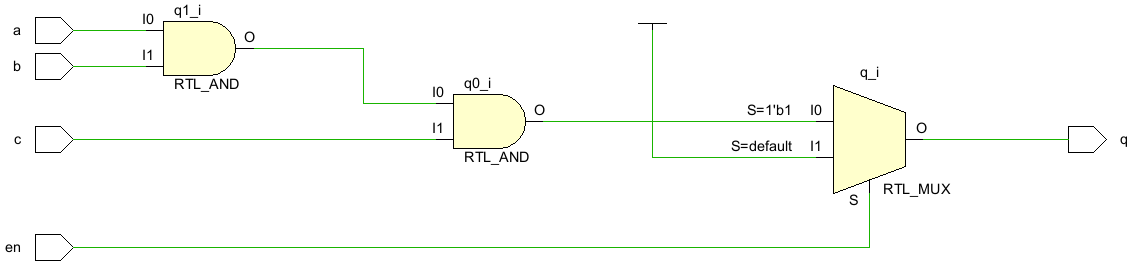 q1_i
a
I0
O
b
I1
RTL_AND
q0_i
I0
O
c
I1
RTL_AND
q_i
S=1'b1
I0
O
q
S=default
I1
S
RTL_MUX
en